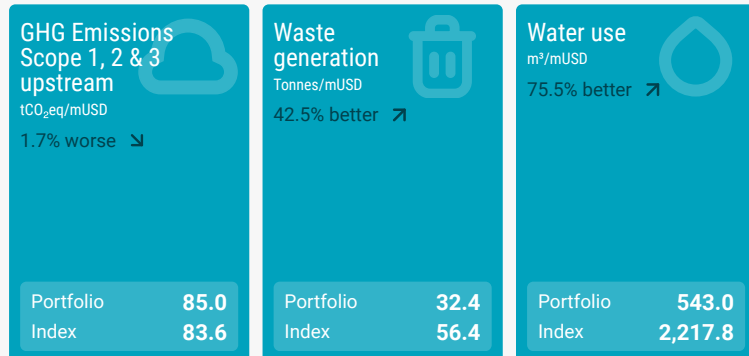 GHG Emissions
Scope 1, 2 & 3
upstream
tCO₂eq/mUSD
1.7% worse
Portfolio 85.0
Index 83.6
Waste
generation
Tonnes/mUSD
42.5% better
Portfolio 32.4
Index 56.4
Water use
m³/mUSD
75.5% better
Portfolio 543.0
Index 2,217.8